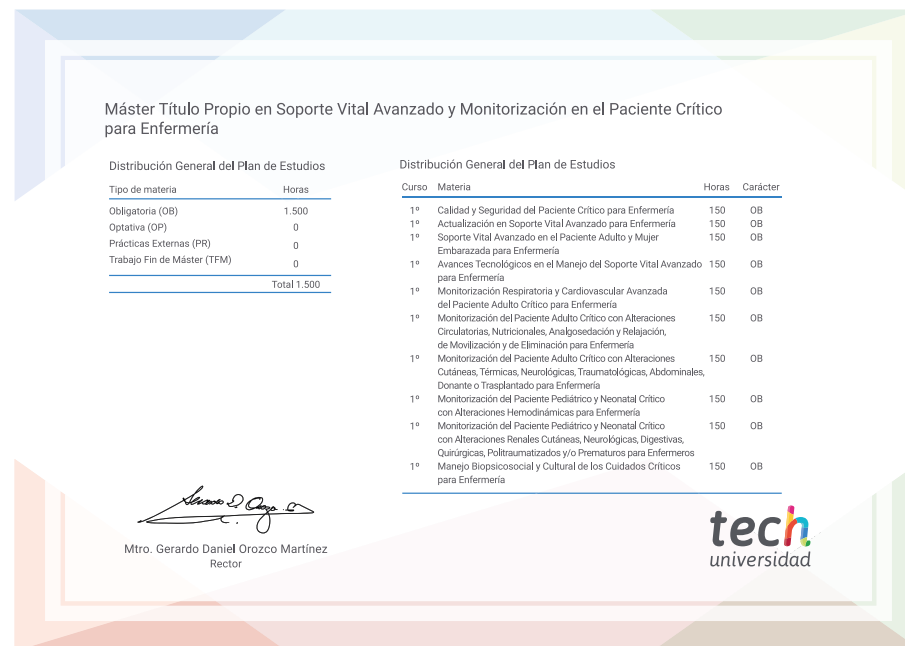 Máster Título Propio en Soporte Vital Avanzado y Monitorización en el Paciente Crítico
para Enfermería
Distribución General del Plan de Estudios
Tipo de materia Horas
Obligatoria (OB) 1.500
Optativa (OP) 0
Prácticas Externas (PR) 0
Trabajo Fin de Máster (TFM) 0
Total 1.500
Distribución General del Plan de Estudios
Curso Materia Horas Carácter
1º Calidad y Seguridad del Paciente Crítico para Enfermería 150 OB
1º Actualización en Soporte Vital Avanzado para Enfermería 150 OB
1º Soporte Vital Avanzado en el Paciente Adulto y Mujer 150 OB
Embarazada para Enfermería
1º Avances Tecnológicos en el Manejo del Soporte Vital Avanzado 150 OB
para Enfermería
1º Monitorización Respiratoria y Cardiovascular Avanzada 150 OB
del Paciente Adulto Crítico para Enfermería
1º Monitorización del Paciente Adulto Crítico con Alteraciones 150 OB
Circulatorias, Nutricionales, Analgosedación y Relajación,
de Movilización y de Eliminación para Enfermería
1º Monitorización del Paciente Adulto Crítico con Alteraciones 150 OB
Cutáneas, Térmicas, Neurológicas, Traumatológicas, Abdominales,
Donante o Trasplantado para Enfermería
1º Monitorización del Paciente Pediátrico y Neonatal Crítico 150 OB
con Alteraciones Hemodinámicas para Enfermería
1º Monitorización del Paciente Pediátrico y Neonatal Crítico 150 OB
con Alteraciones Renales Cutáneas, Neurológicas, Digestivas,
Quirúrgicas, Politraumatizados y/o Prematuros para Enfermeros
1º Manejo Biopsicosocial y Cultural de los Cuidados Críticos 150 OB
para Enfermería
Mtro. Gerardo Daniel Orozco Martínez
Rector
tech
universidad